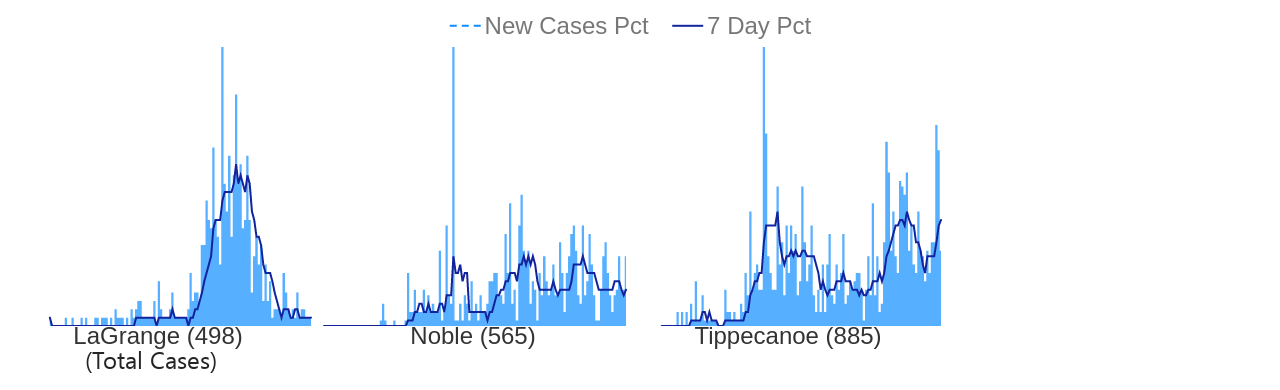 New Cases Pct 7 Day Pct
LaGrange (498) Noble (565) Tippecanoe (885)
(Total Cases)